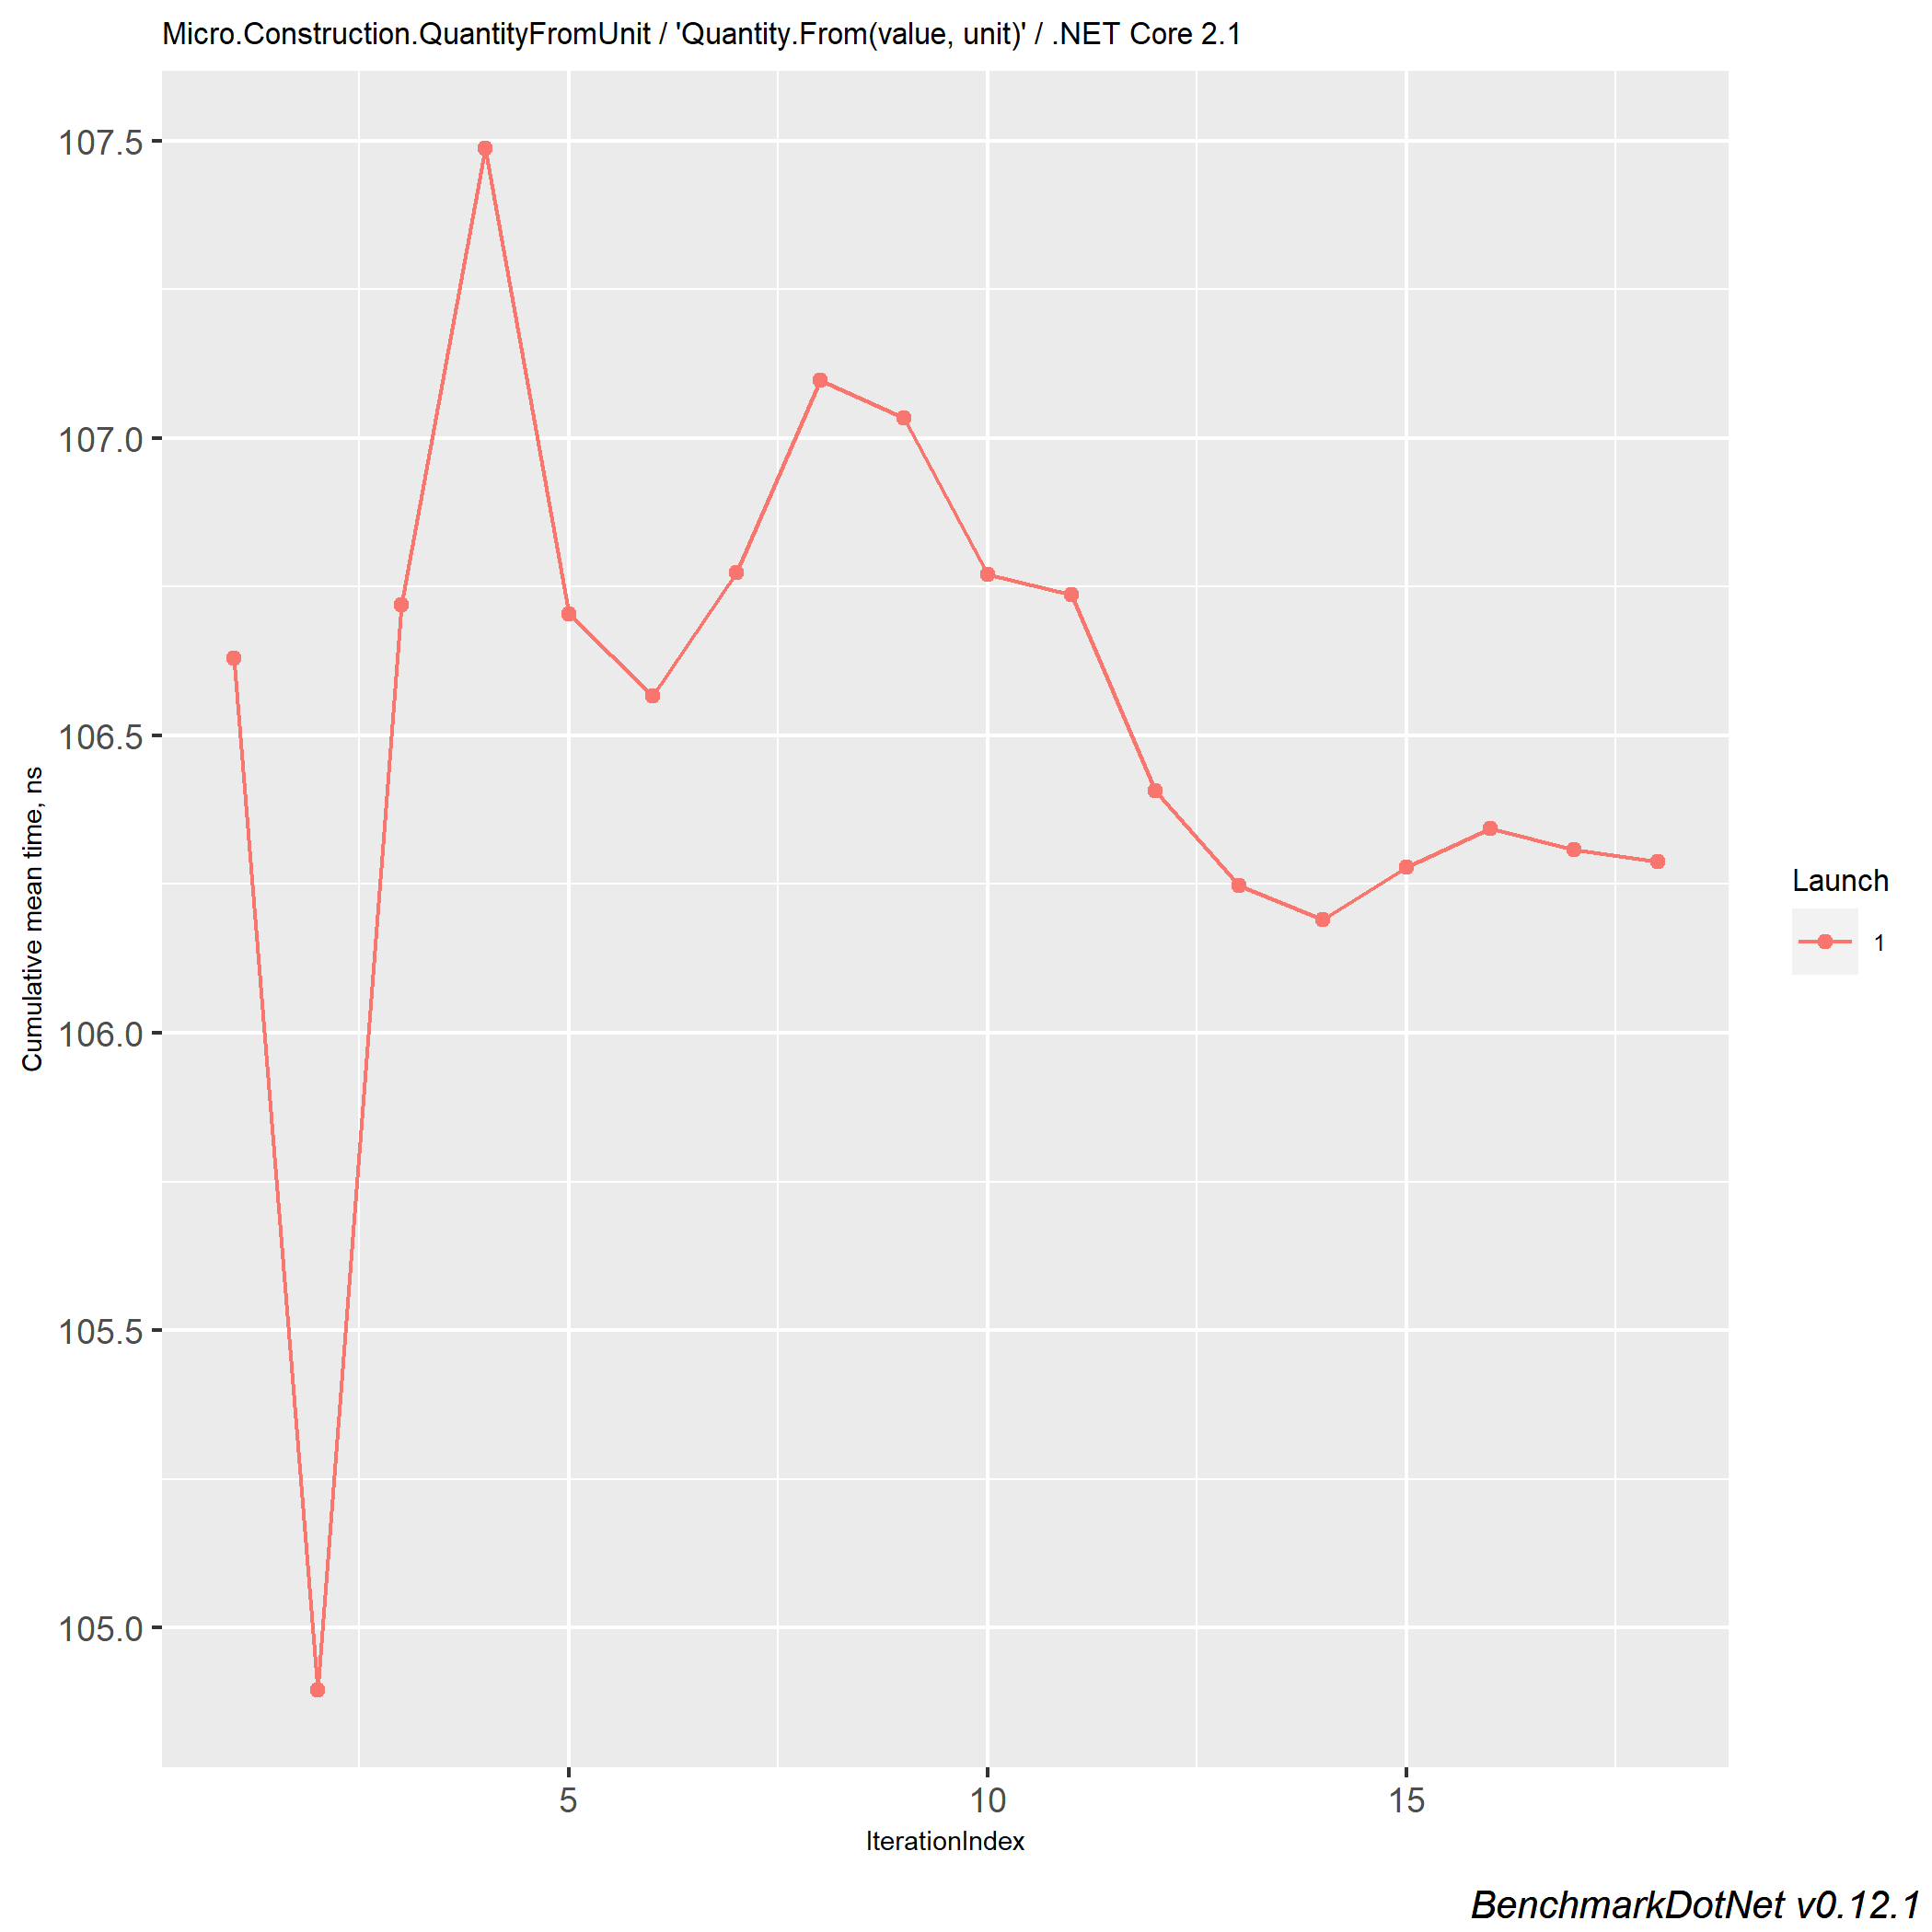 Micro.Construction.QuantityFromUnit / 'Quantity.From(value, unit)' / .NET Core 2.1
107.5
107.0
106.5
106.0
105.5
105.0
Cumulative mean time, ns
5
10
15
IterationIndex
Launch
1
BenchmarkDotNet v0.12.1